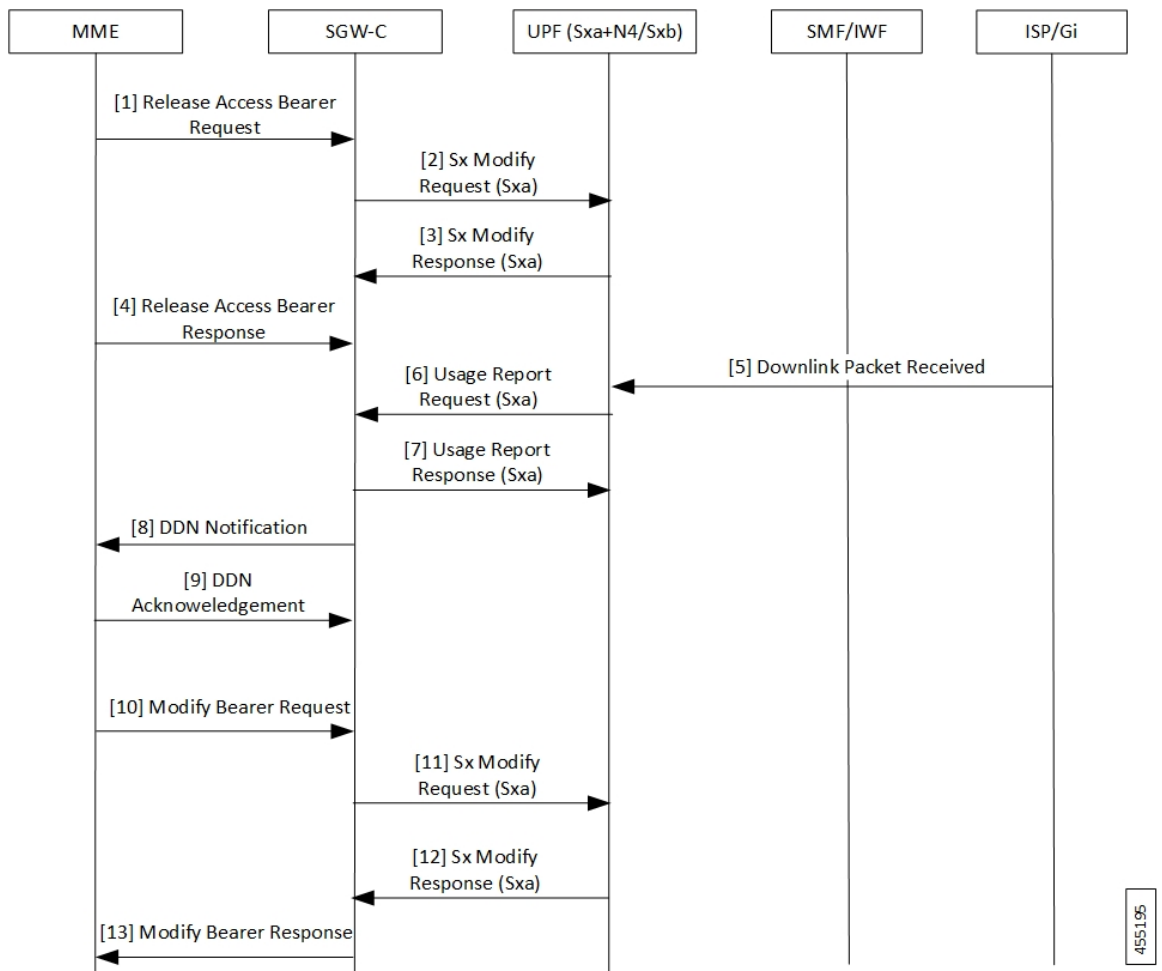 MME
SGW-C
UPF (Sxa+N4/Sxb)
SMF/IWF
ISP/Gi
[1] Release Access Bearer
Request
[2] Sx Modify
Request (Sxa)
[3] Sx Modify
Response (Sxa)
[4] Release Access Bearer
Response
[5] Downlink Packet Received
[6] Usage Report
Request (Sxa)
[7] Usage Report
Response (Sxa)
[8] DDN Notification
[9] DDN
Acknoweledgement
[10] Modify Bearer Request
[11] Sx Modify
Request (Sxa)
[12] Sx Modify
Response (Sxa)
[13] Modify Bearer Response
455195